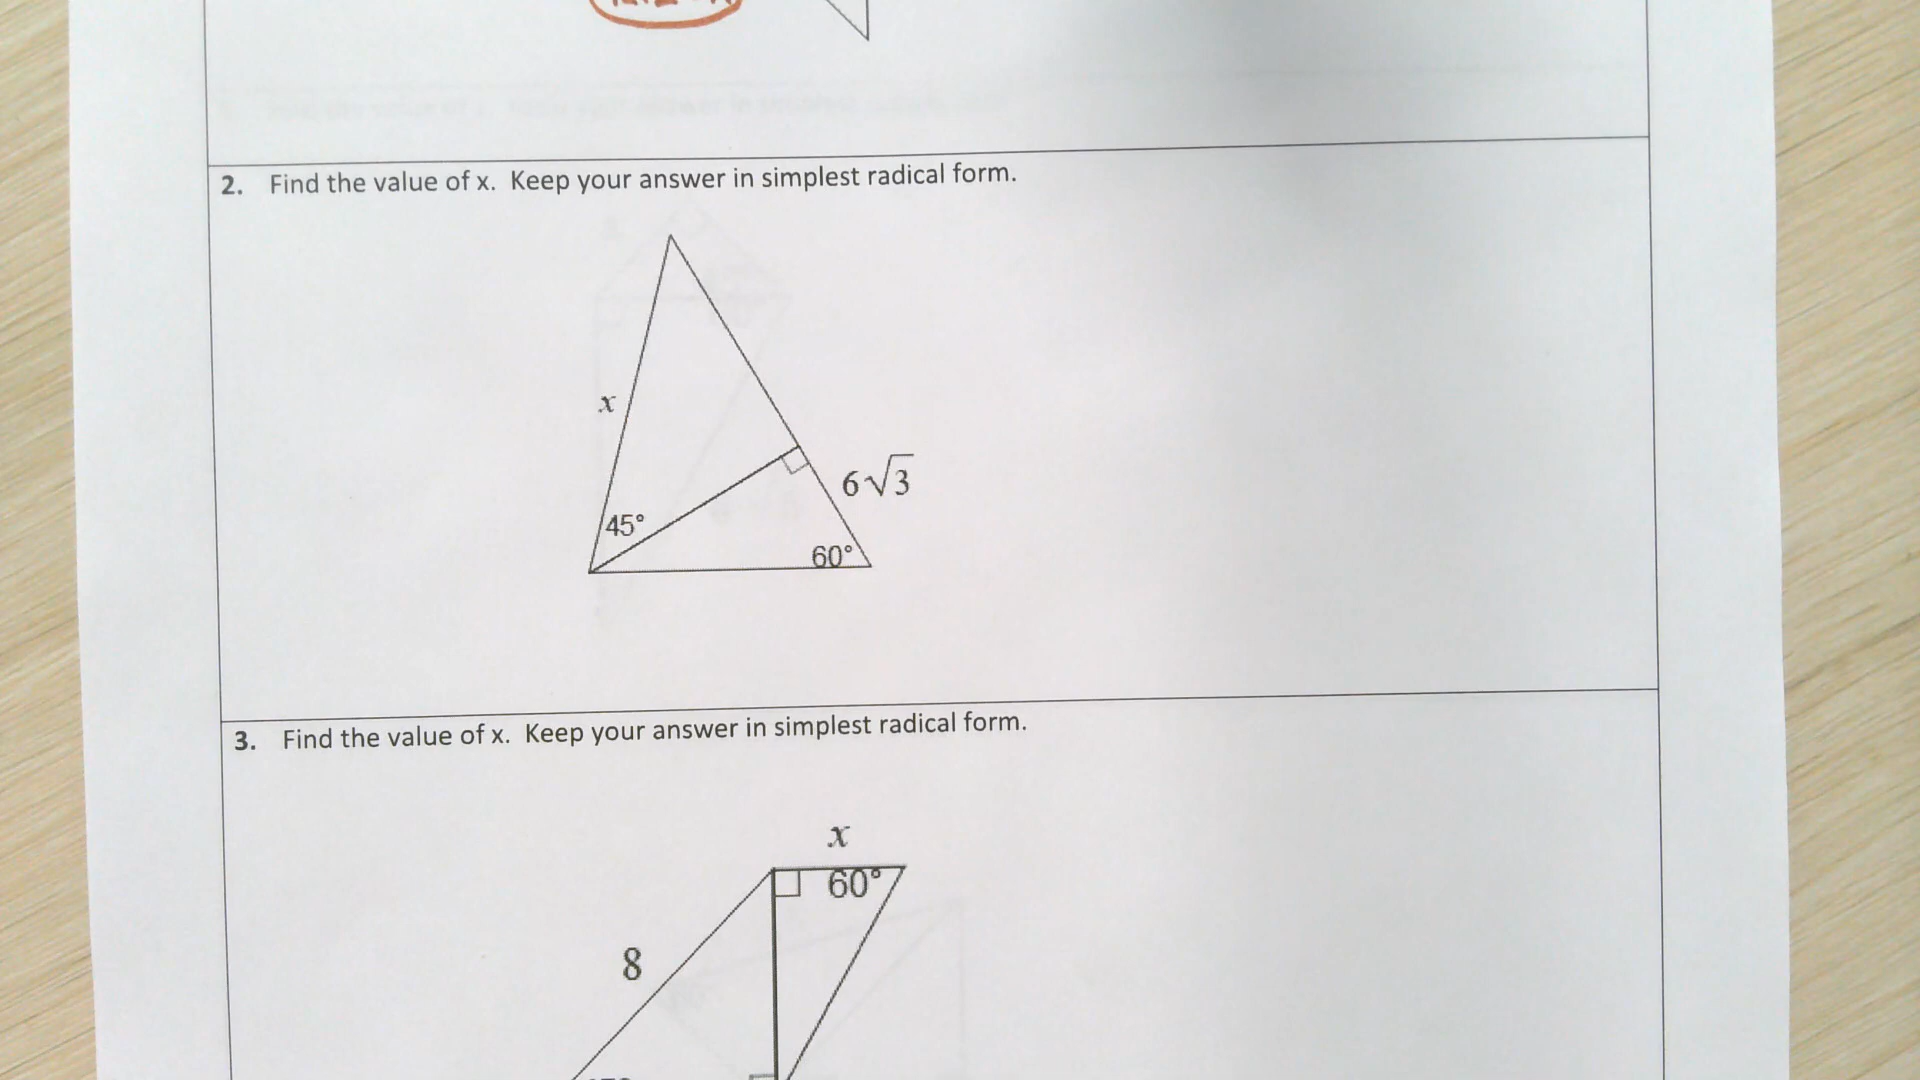 2. Find the value of x. Keep your answer in simplest radical form.
x
6√3
45°
60°
3. Find the value of x. Keep your answer in simplest radical form.
x
60°
8